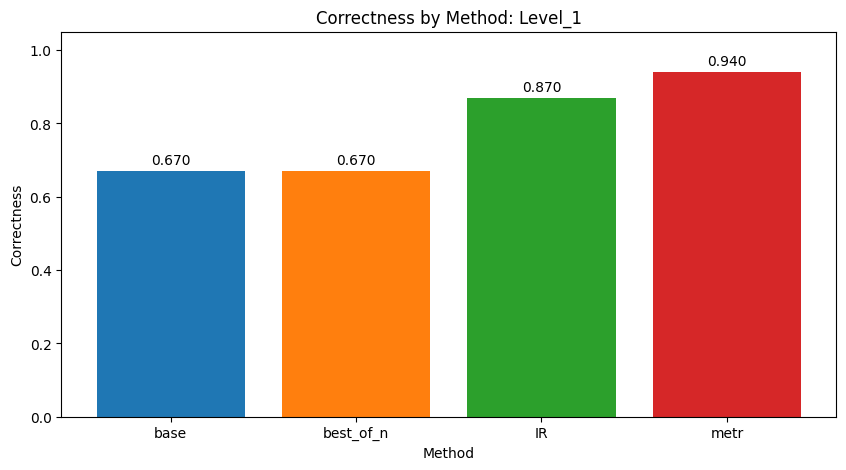 Correctness by Method: Level_1
Correctness
1.0
0.8
0.6
0.4
0.2
0.0
0.670
0.670
0.870
0.940
base
best_of_n
IR
metr
Method